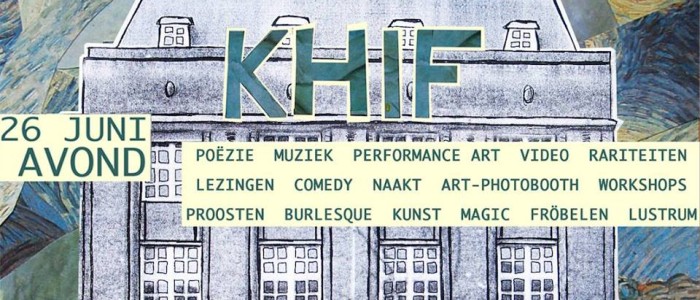 KHIF
26 JUNI
AVOND
POËZIE MUZIEK PERFORMANCE ART VIDEO RARITEITEN
LEZINGEN COMEDY NAAKT ART-PHOTOBOOTH WORKSHOPS
PROOSTEN BURLESQUE KUNST MAGIC FRÖBELEN LUSTRUM